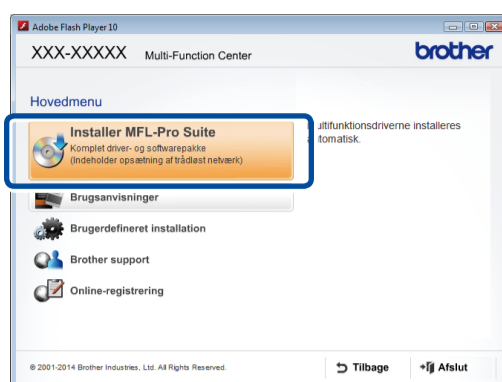 Adobe Flash Player 10
XXX-XXXXX Multi-Function Center
brother
Hovedmenu
Installer MFL-Pro Suite
Komplet driver- og softwarepakke
(Indeholder opsætning af trådløst netværk)
ultifunktionsdriverne installeres
tomatisk.
Brugsanvisninger
Brugerdefineret installation
Brother support
Online-registrering
© 2001-2014 Brother Industries, Ltd. All Rights Reserved.
Tilbage
Afslut